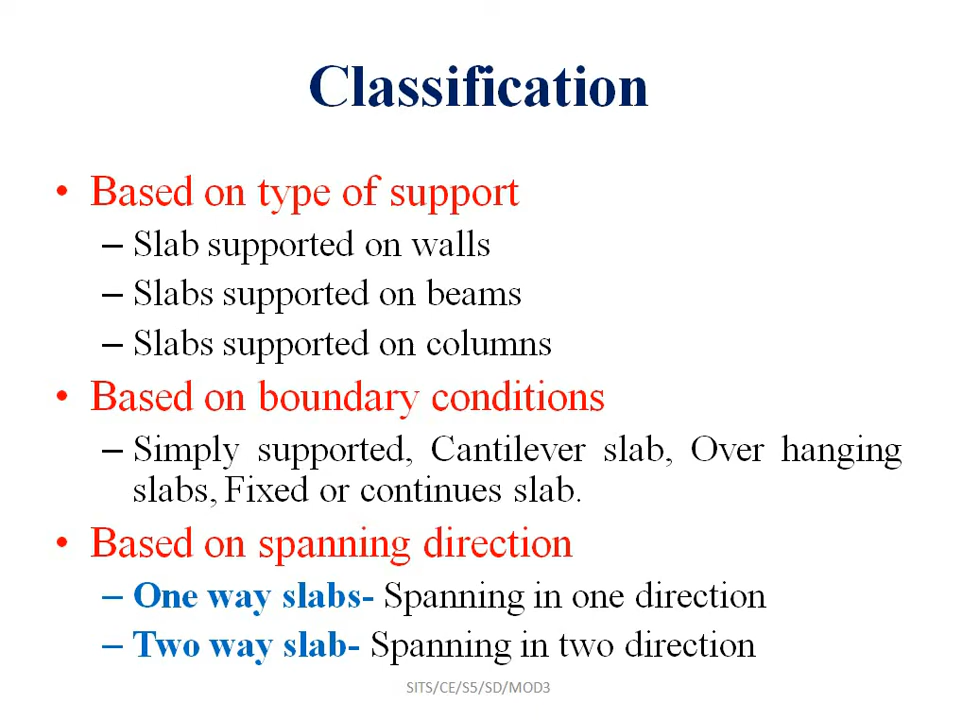 Classification
• Based on type of support
– Slab supported on walls
– Slabs supported on beams
– Slabs supported on columns
• Based on boundary conditions
– Simply supported, Cantilever slab, Over hanging
slabs, Fixed or continues slab.
• Based on spanning direction
– One way slabs- Spanning in one direction
– Two way slab- Spanning in two direction
SITS/CE/S5/SD/MOD3